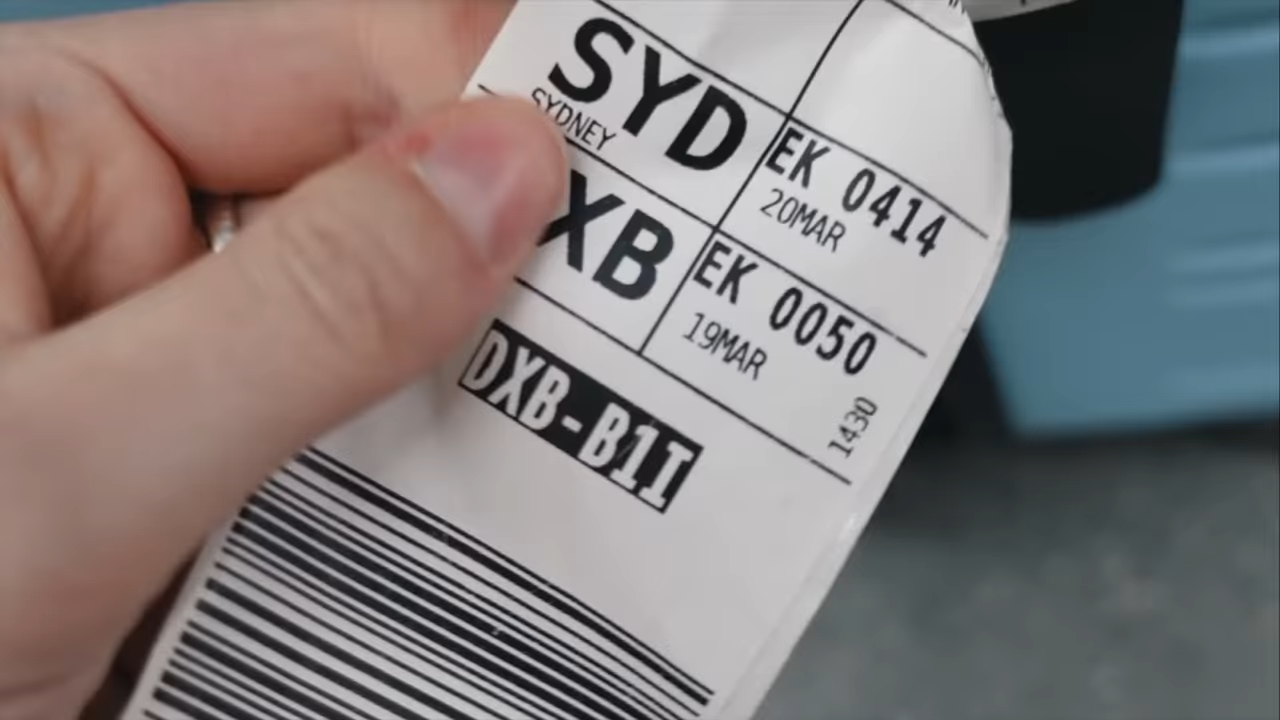 SYD
SYDNEY
EK 0414
20MAR
XB
EK 0050
19MAR
1430
DXB-B1I